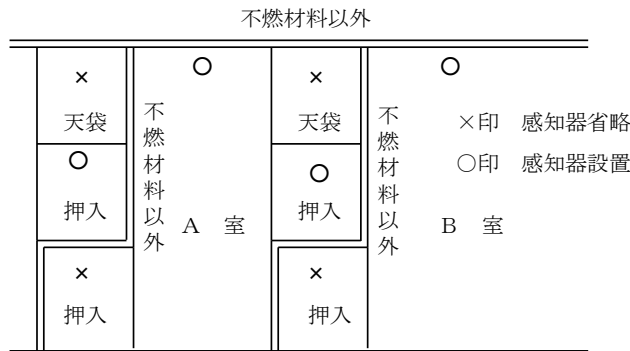 不燃材料以外
× ○ × ○
天袋 天袋
不燃材料以外
不燃材料以外
×印 感知器省略
○印 感知器設置
○ ○
押入 押入
A 室
B 室
× ×
押入 押入